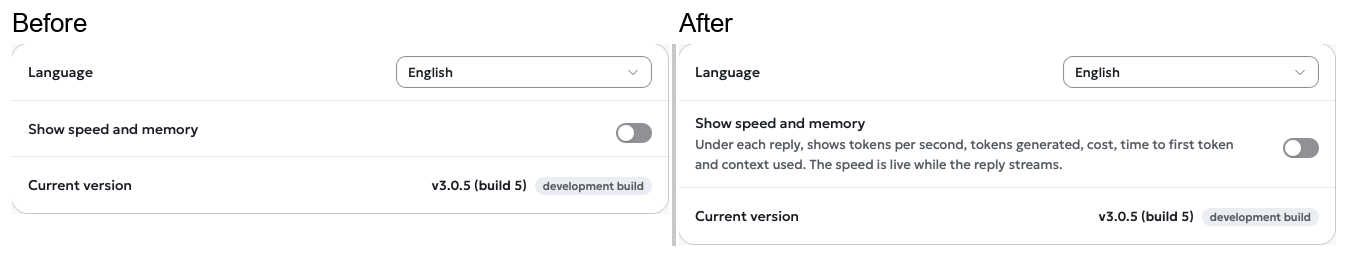 Before
Language
English
Show speed and memory
Current version
v3.0.5 (build 5) development build
After
Language
English
Show speed and memory
Under each reply, shows tokens per second, tokens generated, cost, time to first token
and context used. The speed is live while the reply streams.
Current version
v3.0.5 (build 5) development build